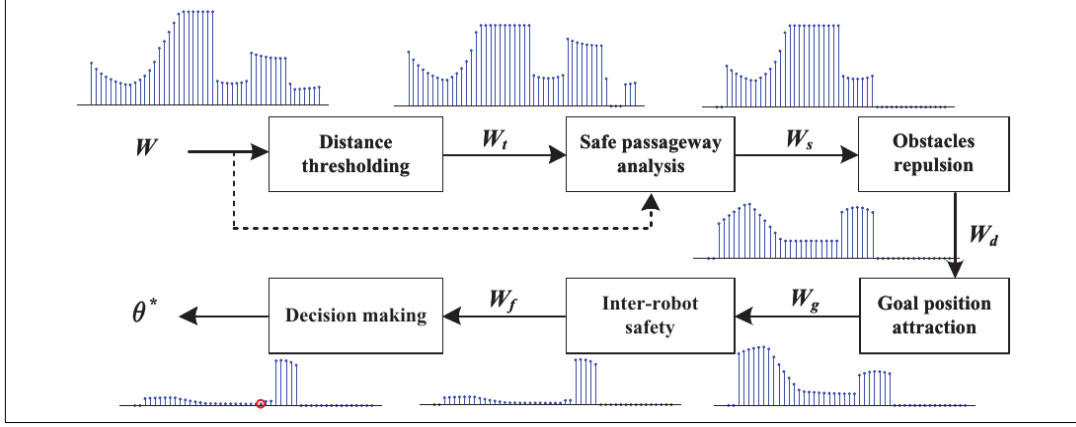 W
Distance
thresholding
W_t
Safe passageway
analysis
W_s
Obstacles
repulsion
W_d
θ*
Decision making
W_f
Inter-robot
safety
W_g
Goal position
attraction